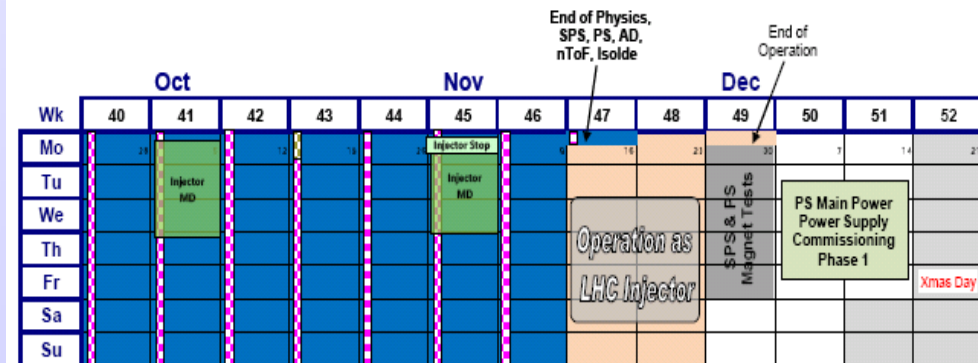 End of Physics,
SPS, PS, AD,
nToF, Isolde
End of
Operation
Oct Nov Dec
Wk 40 41 42 43 44 45 46 47 48 49 50 51 52
Mo 28 12 19 9 16 21 30 7 14
Injector Stop
Tu
Injector
MD
Injector
MD
We
Th
Fr
Sa
Su
Operation as
LHC Injector
SPS & PS
Magnet Tests
PS Main Power
Power Supply
Commissioning
Phase 1
Xmas Day